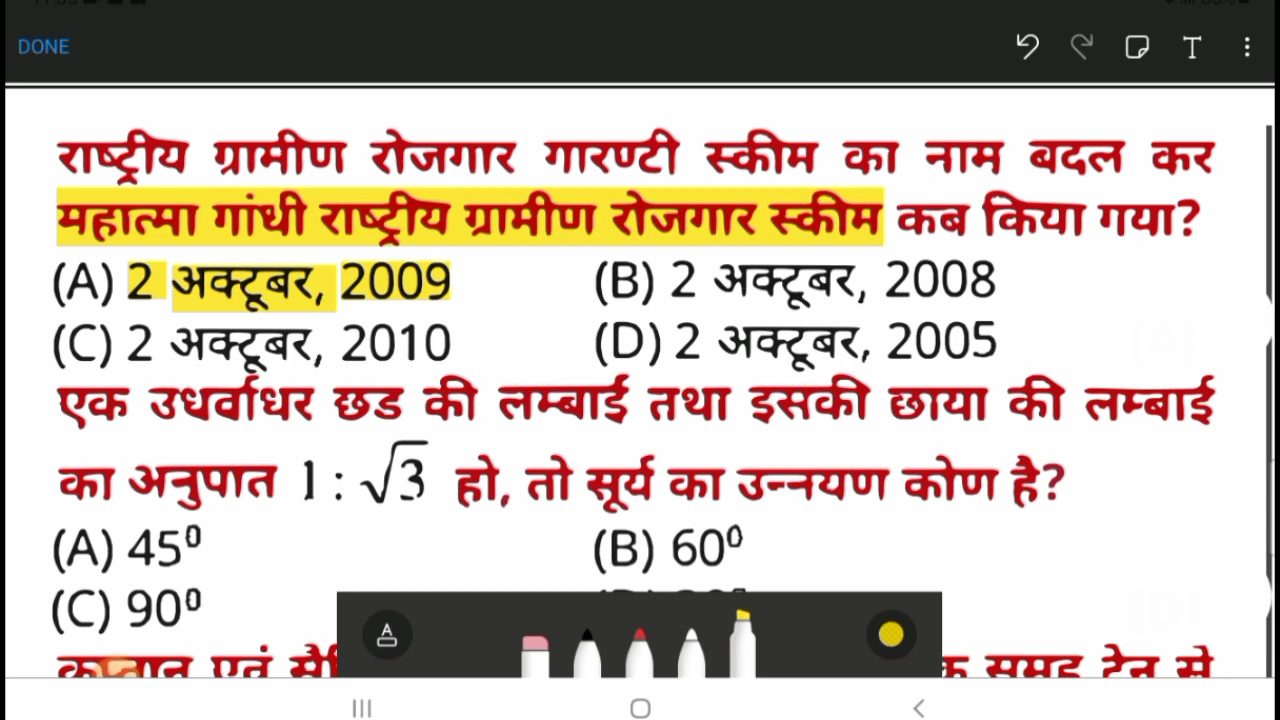 DONE
T
राष्ट्रीय ग्रामीण रोजगार गारण्टी स्कीम का नाम बदल कर
महात्मा गांधी राष्ट्रीय ग्रामीण रोजगार स्कीम कब किया गया?
(A) 2 अक्टूबर, 2009 (B) 2 अक्टूबर, 2008
(C) 2 अक्टूबर, 2010 (D) 2 अक्टूबर, 2005
एक उधर्वाधर छड की लम्बाई तथा इसकी छाया की लम्बाई
का अनुपात 1 : √3 हो, तो सूर्य का उन्नयण कोण है?
(A) 45⁰ (B) 60⁰
(C) 90⁰
A
एवं समूह ट्रेन से